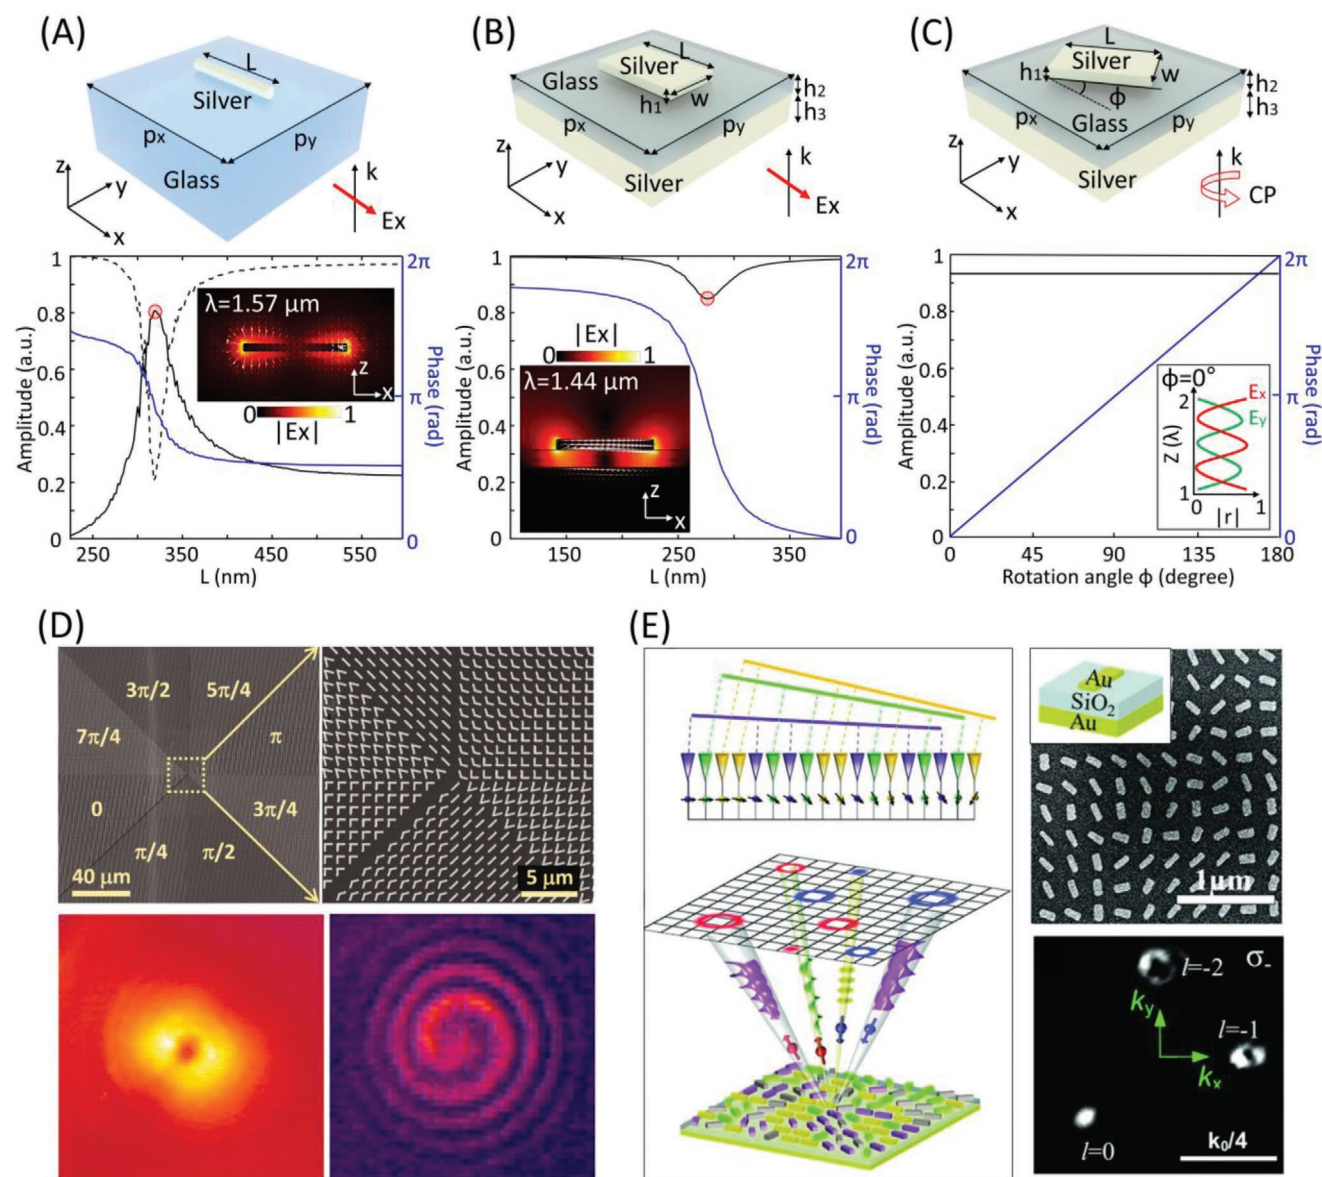 (A)
L
Silver
px
py
Glass
z
y
x
k
Ex
(B)
L
Silver
Glass
h1
w
h2
h3
px
py
Silver
z
y
x
k
Ex
(C)
L
Silver
h1
w
ϕ
h2
h3
Glass
px
py
Silver
z
y
x
k
CP
1
0.8
0.6
0.4
0.2
0
Amplitude (a.u.)
λ=1.57 μm
z
x
0 1
|Ex|
2π
π
0
Phase (rad)
250 350 450 550
L (nm)
1
0.8
0.6
0.4
0.2
0
Amplitude (a.u.)
|Ex|
0 1
λ=1.44 μm
z
x
2π
π
0
Phase (rad)
150 250 350
L (nm)
1
0.8
0.6
0.4
0.2
0
Amplitude (a.u.)
ϕ=0°
2
Ex
Ey
Z (λ)
1
0 1
|r|
2π
π
0
Phase (rad)
0 45 90 135 180
Rotation angle ϕ (degree)
(D)
3π/2 5π/4
7π/4 π
0 3π/4
π/4 π/2
40 μm
5 μm
(E)
Au
SiO2
Au
1μm
l=-2
σ-
ky
l=-1
kx
l=0
k0/4